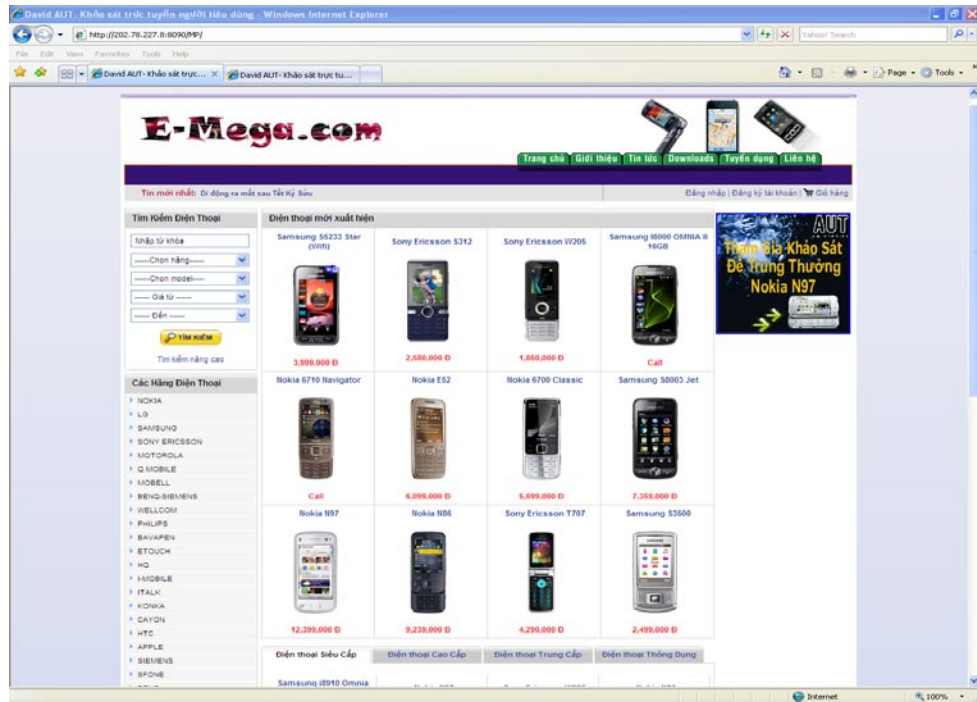 David AUT- Khảo sát trực tuyến người tiêu dùng - Windows Internet Explorer
http://202.78.227.8:8090/MP/
Yahoo! Search
File Edit View Favorites Tools Help
David AUT- Khảo sát trực... David AUT- Khảo sát trực tu...
Page Tools
E-Mega.com
Trang chủ Giới thiệu Tin tức Downloads Tuyển dụng Liên hệ
Tin mới nhất: Di động ra mắt sau Tết Kỷ Sửu
Đăng nhập | Đăng ký tài khoản | Giỏ hàng
Tìm Kiếm Điện Thoại
Nhập từ khóa
-----Chọn hãng-----
-----Chọn model----
----- Giá từ -----
----- Đến -----
TÌM KIẾM
Tìm kiếm nâng cao
Các Hãng Điện Thoại
NOKIA
LG
SAMSUNG
SONY ERICSSON
MOTOROLA
Q MOBILE
MOBELL
BENQ-SIEMENS
WELLCOM
PHILIPS
BAVAPEN
ETOUCH
HQ
I-MOBILE
ITALK
KONKA
CAYON
HTC
APPLE
SIEMENS
SFONE
Điện thoại mới xuất hiện
Samsung S5233 Star (Wifi)
Sony Ericsson S312
Sony Ericsson W205
Samsung I8000 OMNIA II 16GB
3,999,000 Đ
2,580,000 Đ
1,860,000 Đ
Call
Nokia 6710 Navigator
Nokia E52
Nokia 6700 Classic
Samsung S8003 Jet
Call
6,099,000 Đ
5,699,000 Đ
7,359,000 Đ
Nokia N97
Nokia N86
Sony Ericsson T707
Samsung S3500
12,399,000 Đ
9,239,000 Đ
4,290,000 Đ
2,499,000 Đ
Điện thoại Siêu Cấp Điện thoại Cao Cấp Điện thoại Trung Cấp Điện thoại Thông Dụng
Samsung i8910 Omnia
AUT
Tham Gia Khảo Sát
Để Trúng Thưởng
Nokia N97
Internet
100%